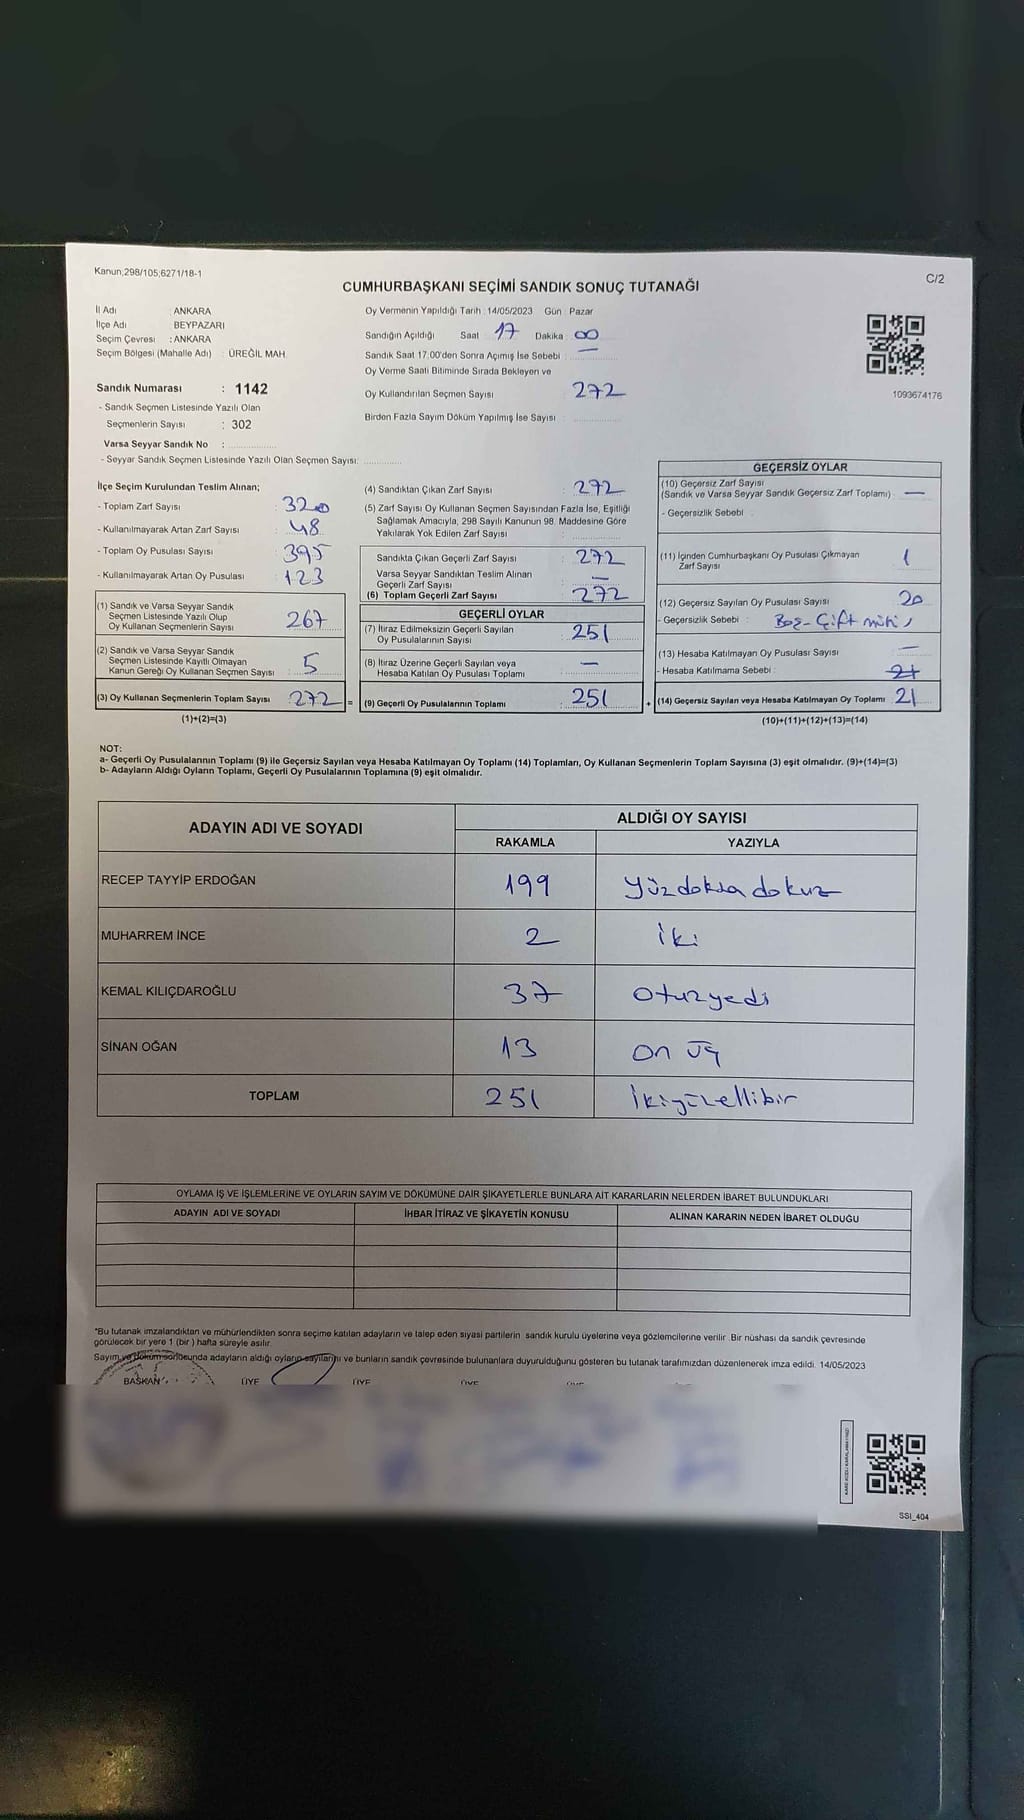 Kanun;298/105;6271/18-1
C/2
CUMHURBAŞKANI SEÇİMİ SANDIK SONUÇ TUTANAĞI
İl Adı : ANKARA
İlçe Adı : BEYPAZARI
Seçim Çevresi : ANKARA
Seçim Bölgesi (Mahalle Adı) : ÜREĞİL MAH.
Sandık Numarası : 1142
- Sandık Seçmen Listesinde Yazılı Olan
Seçmenlerin Sayısı : 302
Varsa Seyyar Sandık No :
- Seyyar Sandık Seçmen Listesinde Yazılı Olan Seçmen Sayısı:
Oy Vermenin Yapıldığı Tarih : 14/05/2023 Gün : Pazar
Sandığın Açıldığı Saat 17 Dakika 00
Sandık Saat 17.00'den Sonra Açımış İse Sebebi : —
Oy Verme Saati Bitiminde Sırada Bekleyen ve
Oy Kullandırılan Seçmen Sayısı : 272
Birden Fazla Sayım Döküm Yapılmış İse Sayısı :
1093674176
İlçe Seçim Kurulundan Teslim Alınan;
- Toplam Zarf Sayısı : 320
- Kullanılmayarak Artan Zarf Sayısı : 48
- Toplam Oy Pusulası Sayısı : 395
- Kullanılmayarak Artan Oy Pusulası : 123
(1) Sandık ve Varsa Seyyar Sandık
Seçmen Listesinde Yazılı Olup
Oy Kullanan Seçmenlerin Sayısı : 267
(2) Sandık ve Varsa Seyyar Sandık
Seçmen Listesinde Kayıtlı Olmayan
Kanun Gereği Oy Kullanan Seçmen Sayısı : 5
(3) Oy Kullanan Seçmenlerin Toplam Sayısı : 272 =
(1)+(2)=(3)
(4) Sandıktan Çıkan Zarf Sayısı : 272
(5) Zarf Sayısı Oy Kullanan Seçmen Sayısından Fazla İse, Eşitliği
Sağlamak Amacıyla, 298 Sayılı Kanunun 98. Maddesine Göre
Yakılarak Yok Edilen Zarf Sayısı :
Sandıkta Çıkan Geçerli Zarf Sayısı : 272
Varsa Seyyar Sandıktan Teslim Alınan
Geçerli Zarf Sayısı : —
(6) Toplam Geçerli Zarf Sayısı : 272
GEÇERLİ OYLAR
(7) İtiraz Edilmeksizin Geçerli Sayılan
Oy Pusulalarının Sayısı : 251
(8) İtiraz Üzerine Geçerli Sayılan veya
Hesaba Katılan Oy Pusulası Toplamı : —
(9) Geçerli Oy Pusulalarının Toplamı : 251 +
GEÇERSİZ OYLAR
(10) Geçersiz Zarf Sayısı
(Sandık ve Varsa Seyyar Sandık Geçersiz Zarf Toplamı) : —
- Geçersizlik Sebebi :
(11) İçinden Cumhurbaşkanı Oy Pusulası Çıkmayan
Zarf Sayısı : 1
(12) Geçersiz Sayılan Oy Pusulası Sayısı : 20
- Geçersizlik Sebebi : Boş - Çift
(13) Hesaba Katılmayan Oy Pusulası Sayısı : —
- Hesaba Katılmama Sebebi : 21
(14) Geçersiz Sayılan veya Hesaba Katılmayan Oy Toplamı : 21
(10)+(11)+(12)+(13)=(14)
NOT:
a- Geçerli Oy Pusulalarının Toplamı (9) ile Geçersiz Sayılan veya Hesaba Katılmayan Oy Toplamı (14) Toplamları, Oy Kullanan Seçmenlerin Toplam Sayısına (3) eşit olmalıdır. (9)+(14)=(3)
b- Adayların Aldığı Oyların Toplamı, Geçerli Oy Pusulalarının Toplamına (9) eşit olmalıdır.
ADAYIN ADI VE SOYADI
ALDIĞI OY SAYISI
RAKAMLA YAZIYLA
RECEP TAYYİP ERDOĞAN 199 Yüzdoksadokuz
MUHARREM İNCE 2 İki
KEMAL KILIÇDAROĞLU 37 Otuzyedi
SİNAN OĞAN 13 On üç
TOPLAM 251 İkiyüzellibir
OYLAMA İŞ VE İŞLEMLERİNE VE OYLARIN SAYIM VE DÖKÜMÜNE DAİR ŞİKAYETLERLE BUNLARA AİT KARARLARIN NELERDEN İBARET BULUNDUKLARI
ADAYIN ADI VE SOYADI İHBAR İTİRAZ VE ŞİKAYETİN KONUSU ALINAN KARARIN NEDEN İBARET OLDUĞU
*Bu tutanak imzalandıktan ve mühürlendikten sonra seçime katılan adayların ve talep eden siyasi partilerin sandık kurulu üyelerine veya gözlemcilerine verilir. Bir nüshası da sandık çevresinde
görülecek bir yere 1 (bir) hafta süreyle asılır.
Sayım ve Döküm sonucunda adayların aldığı oyların sayılarını ve bunların sandık çevresinde bulunanlara duyurulduğunu gösteren bu tutanak tarafımızdan düzenlenerek imza edildi. 14/05/2023
BAŞKAN ÜYE ÜYE ÜYE ÜYE
SSI_404